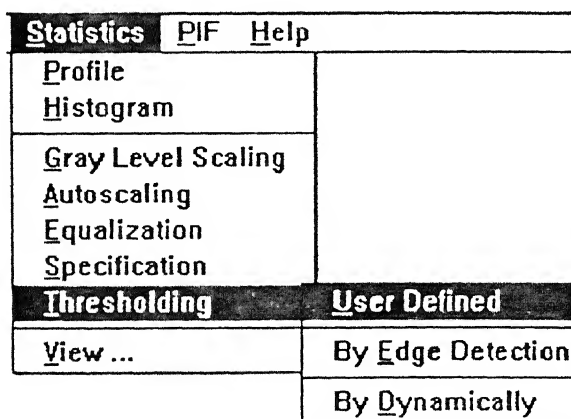 Statistics PIF Help
Profile
Histogram
Gray Level Scaling
Autoscaling
Equalization
Specification
Thresholding User Defined
View ... By Edge Detection
By Dynamically